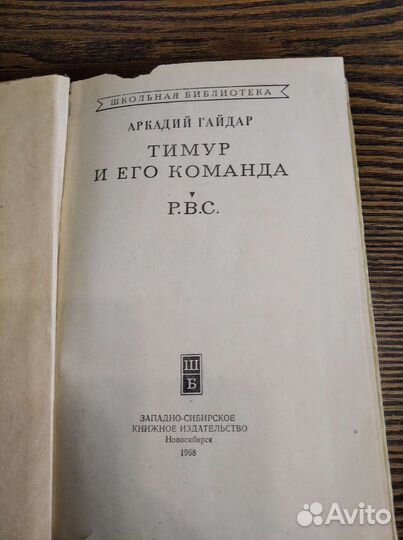 ШКОЛЬНАЯ БИБЛИОТЕКА
АРКАДИЙ ГАЙДАР
ТИМУР
И ЕГО КОМАНДА
Р.В.С.
Ш
Б
ЗАПАДНО-СИБИРСКОЕ
КНИЖНОЕ ИЗДАТЕЛЬСТВО
Новосибирск
1968
Avito